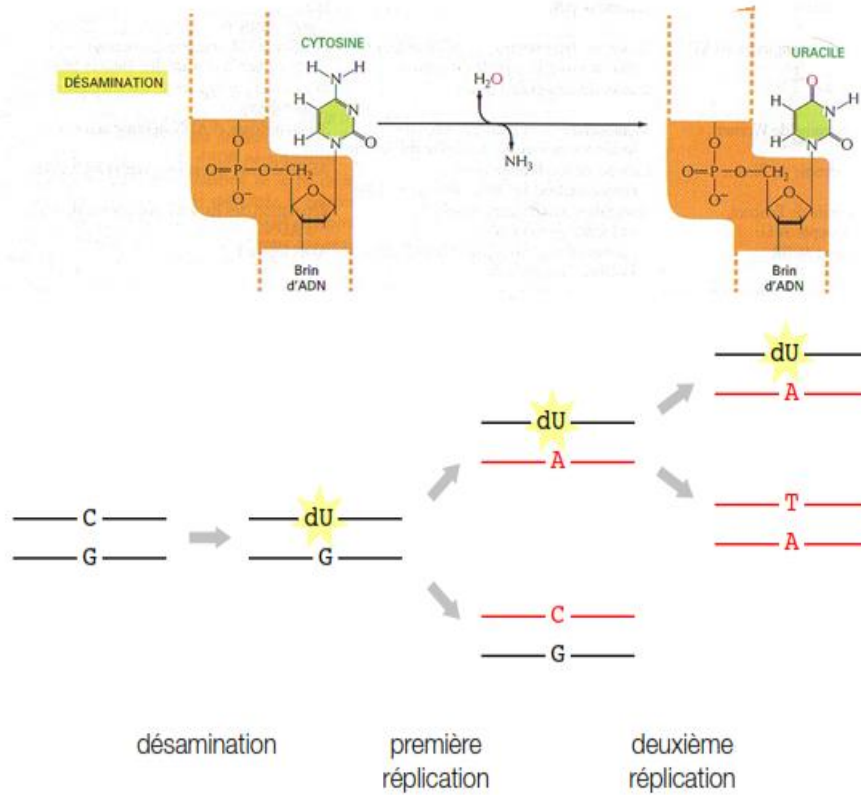 DÉSAMINATION
CYTOSINE
H H
N
H
N
H
N
O
O
O=P—O—CH2
O-
O
Brin
d'ADN
H2O
NH3
URACILE
O
H
N
H
H
N
O
O
O=P—O—CH2
O-
O
Brin
d'ADN
C
G
dU
G
dU
A
C
G
dU
A
T
A
désamination
première
réplication
deuxième
réplication